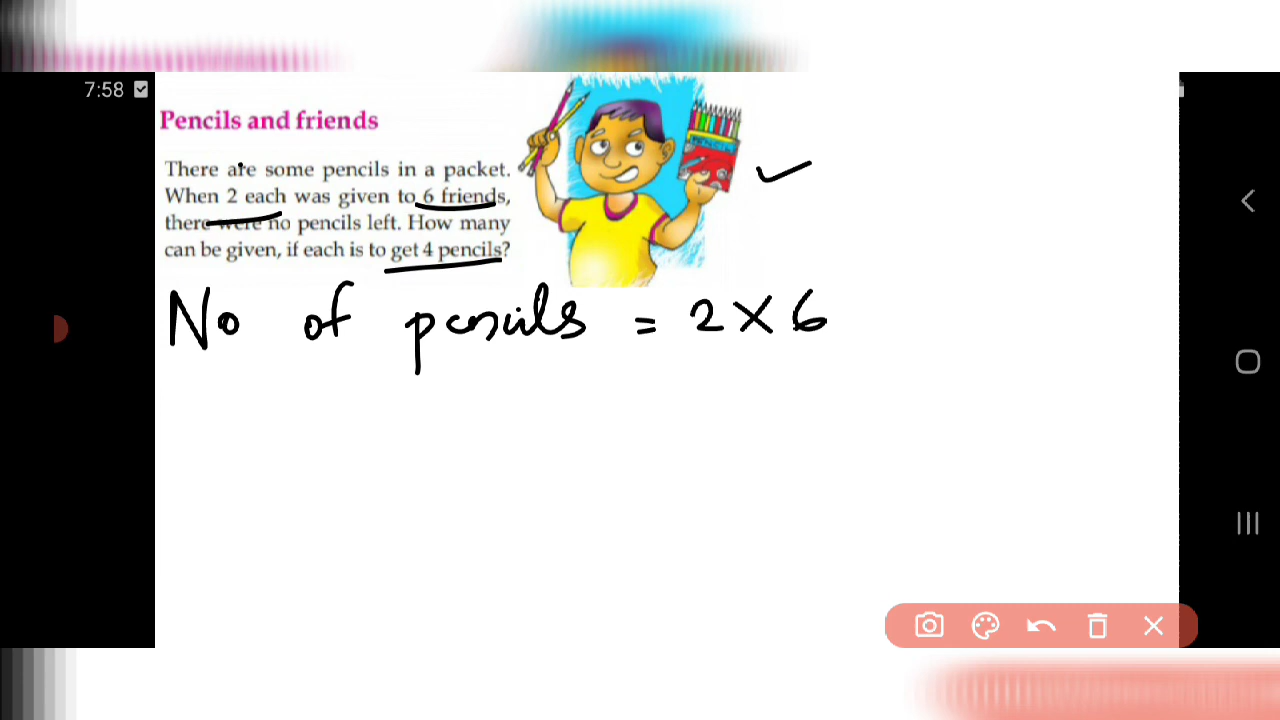 7:58
Pencils and friends
There are some pencils in a packet.
When 2 each was given to 6 friends,
there were no pencils left. How many
can be given, if each is to get 4 pencils?
No of pencils = 2 × 6